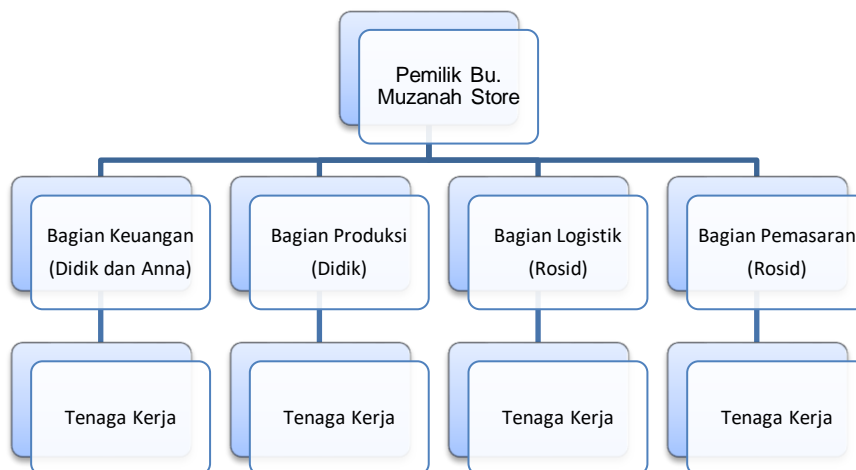 Pemilik Bu.
Muzanah Store
Bagian Keuangan
(Didik dan Anna)
Bagian Produksi
(Didik)
Bagian Logistik
(Rosid)
Bagian Pemasaran
(Rosid)
Tenaga Kerja
Tenaga Kerja
Tenaga Kerja
Tenaga Kerja